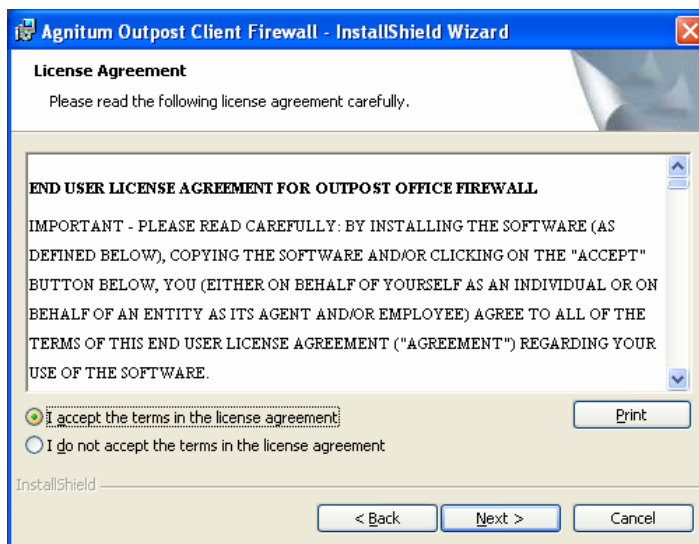 Agnitum Outpost Client Firewall - InstallShield Wizard
License Agreement
Please read the following license agreement carefully.
END USER LICENSE AGREEMENT FOR OUTPOST OFFICE FIREWALL
IMPORTANT - PLEASE READ CAREFULLY: BY INSTALLING THE SOFTWARE (AS
DEFINED BELOW), COPYING THE SOFTWARE AND/OR CLICKING ON THE "ACCEPT"
BUTTON BELOW, YOU (EITHER ON BEHALF OF YOURSELF AS AN INDIVIDUAL OR ON
BEHALF OF AN ENTITY AS ITS AGENT AND/OR EMPLOYEE) AGREE TO ALL OF THE
TERMS OF THIS END USER LICENSE AGREEMENT ("AGREEMENT") REGARDING YOUR
USE OF THE SOFTWARE.
I accept the terms in the license agreement
Print
I do not accept the terms in the license agreement
InstallShield
< Back
Next >
Cancel